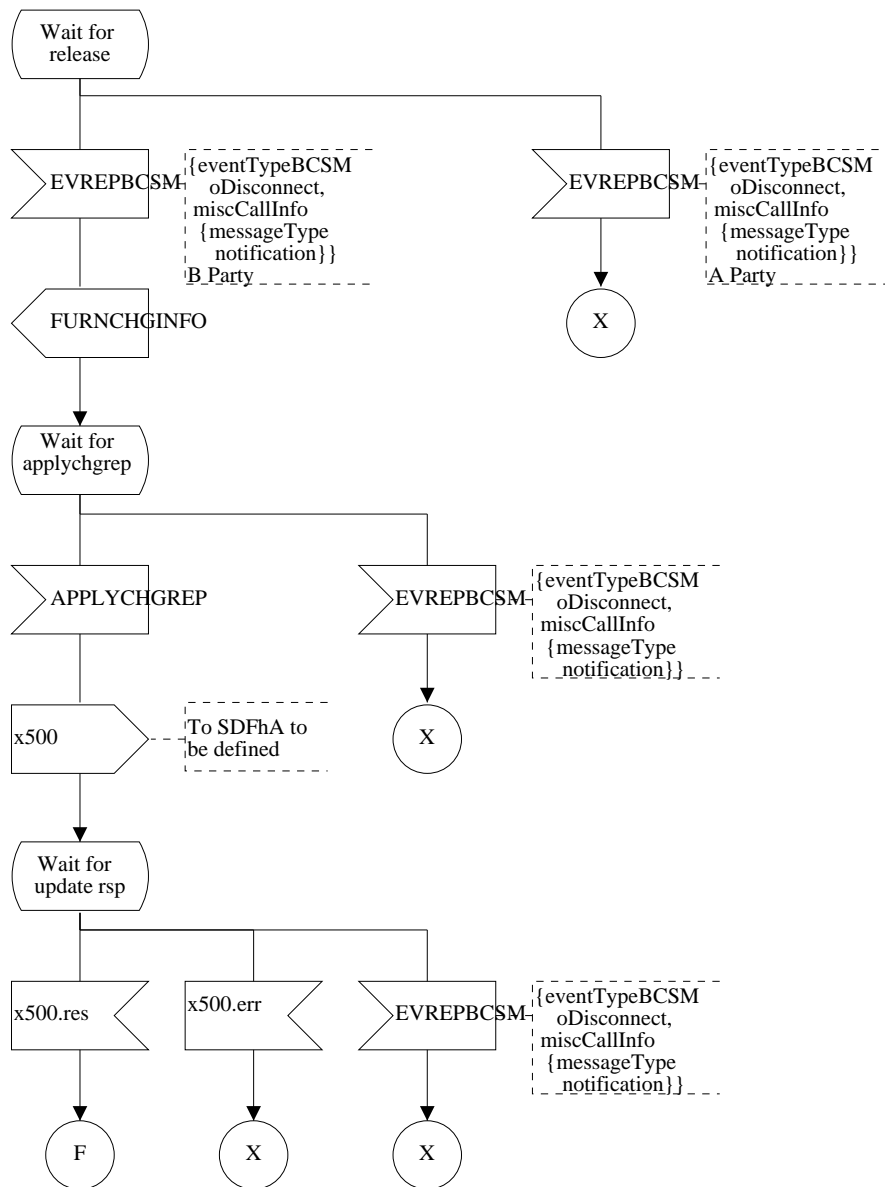 Wait for
release
EVREPBCSM
{eventTypeBCSM
oDisconnect,
miscCallInfo
{messageType
notification}}
B Party
EVREPBCSM
{eventTypeBCSM
oDisconnect,
miscCallInfo
{messageType
notification}}
A Party
FURNCHGINFO
X
Wait for
applychgrep
APPLYCHGREP
EVREPBCSM
{eventTypeBCSM
oDisconnect,
miscCallInfo
{messageType
notification}}
x500
To SDFhA to
be defined
X
Wait for
update rsp
x500.res
x500.err
EVREPBCSM
{eventTypeBCSM
oDisconnect,
miscCallInfo
{messageType
notification}}
F
X
X